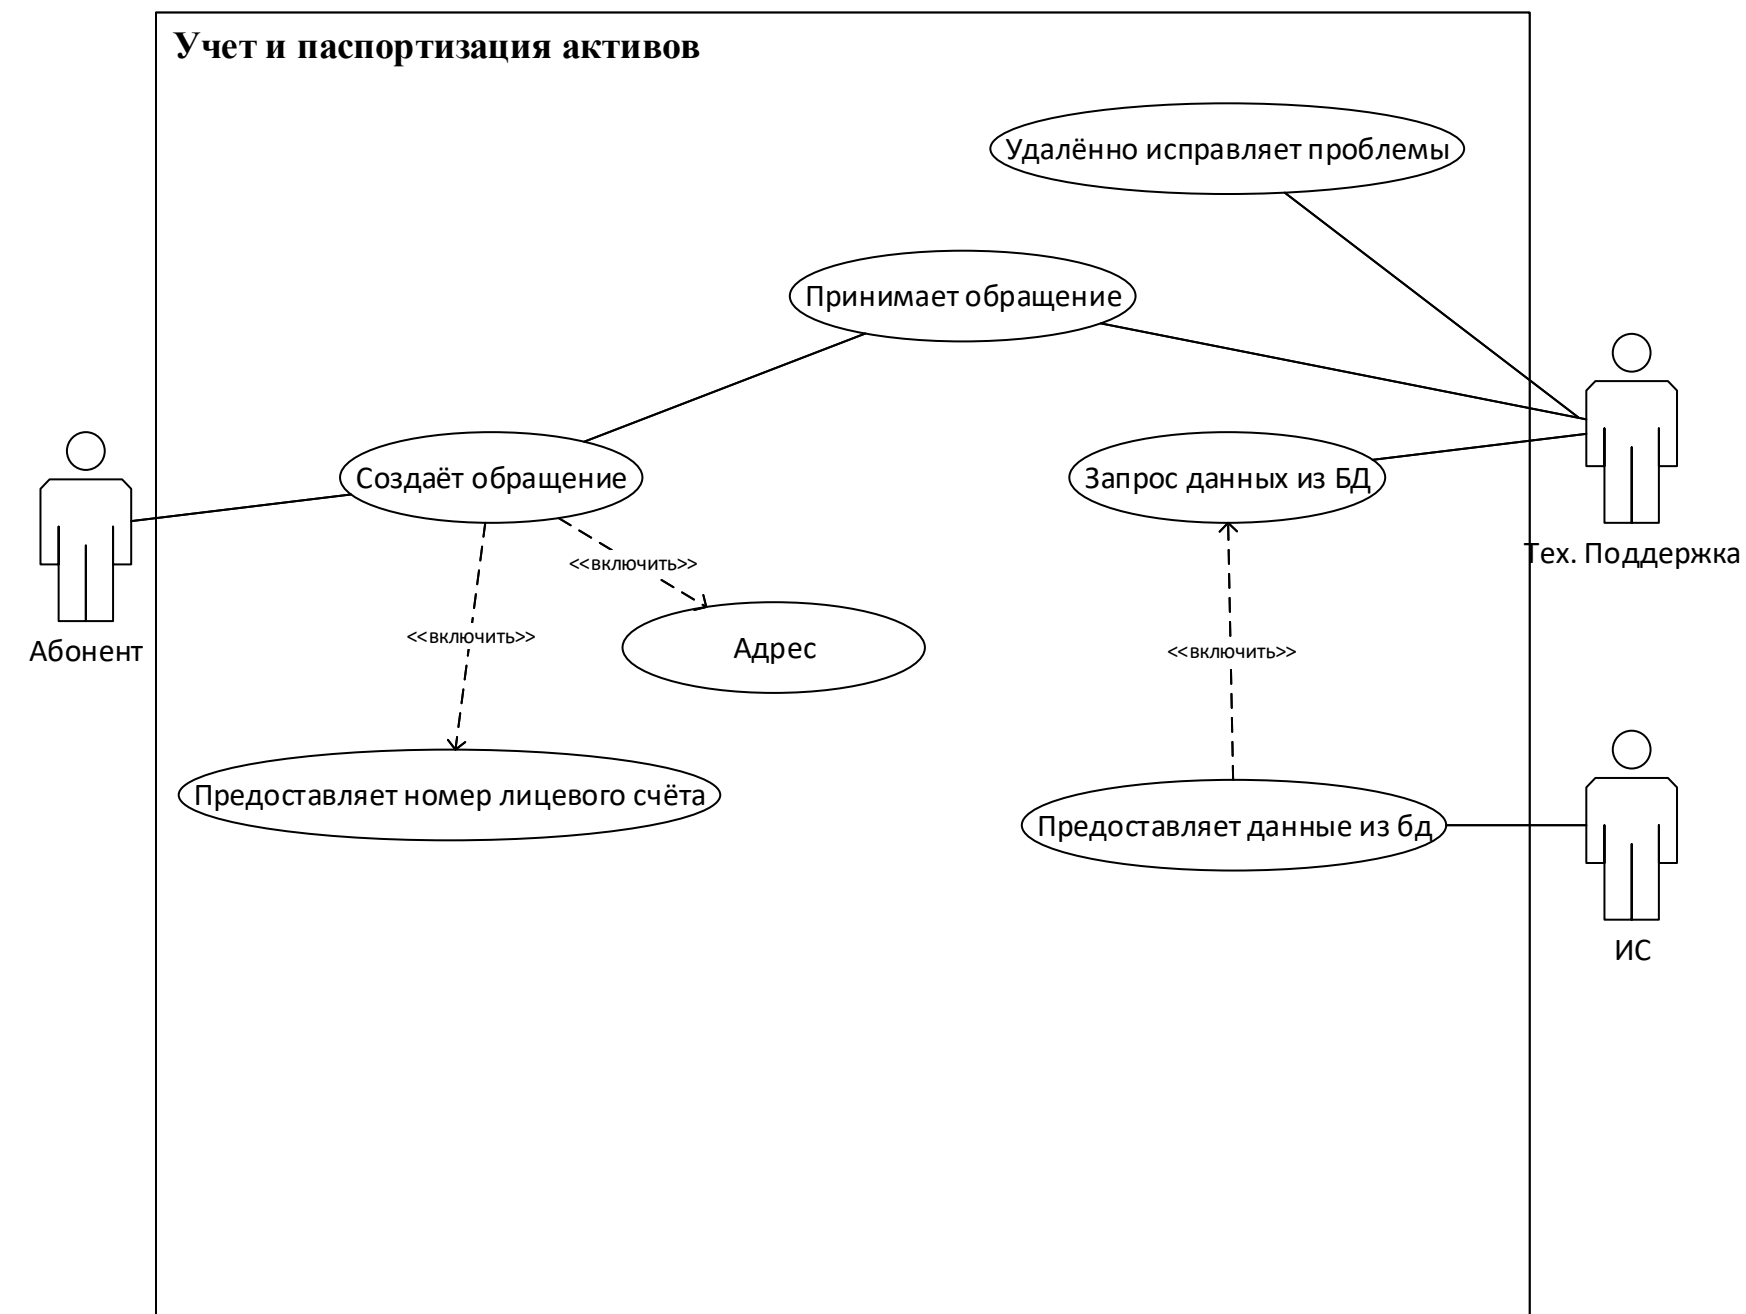 Учет и паспортизация активов
Удалённо исправляет проблемы
Принимает обращение
Создаёт обращение
Запрос данных из БД
Тех. Поддержка
<<включить>>
<<включить>>
Абонент
Адрес
<<включить>>
Предоставляет номер лицевого счёта
Предоставляет данные из бд
ИС